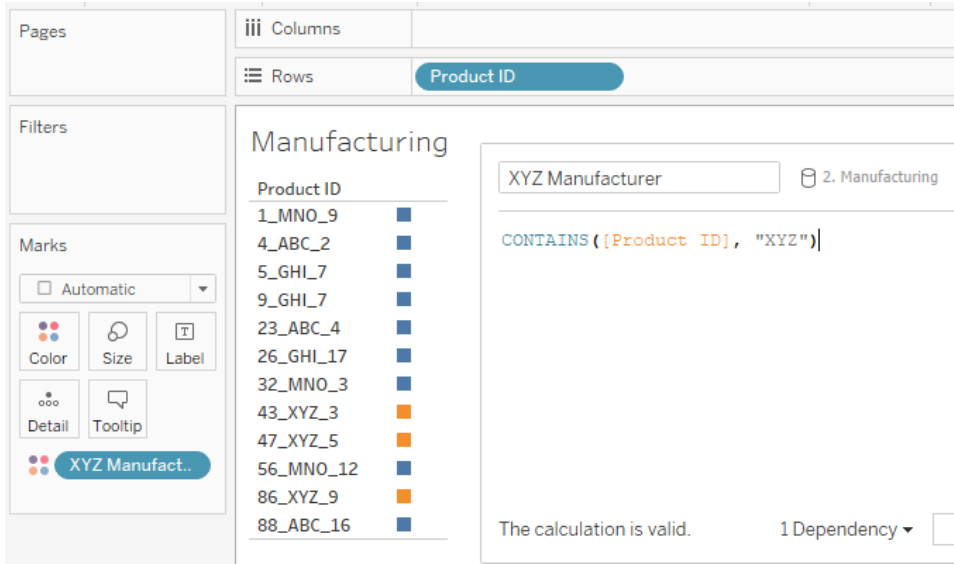 Pages
Columns
Rows
Product ID
Filters
Marks
Automatic
Color
Size
Label
Detail
Tooltip
XYZ Manufact..
Manufacturing
Product ID
1_MNO_9
4_ABC_2
5_GHI_7
9_GHI_7
23_ABC_4
26_GHI_17
32_MNO_3
43_XYZ_3
47_XYZ_5
56_MNO_12
86_XYZ_9
88_ABC_16
XYZ Manufacturer
2. Manufacturing
CONTAINS([Product ID], "XYZ")
The calculation is valid.
1 Dependency